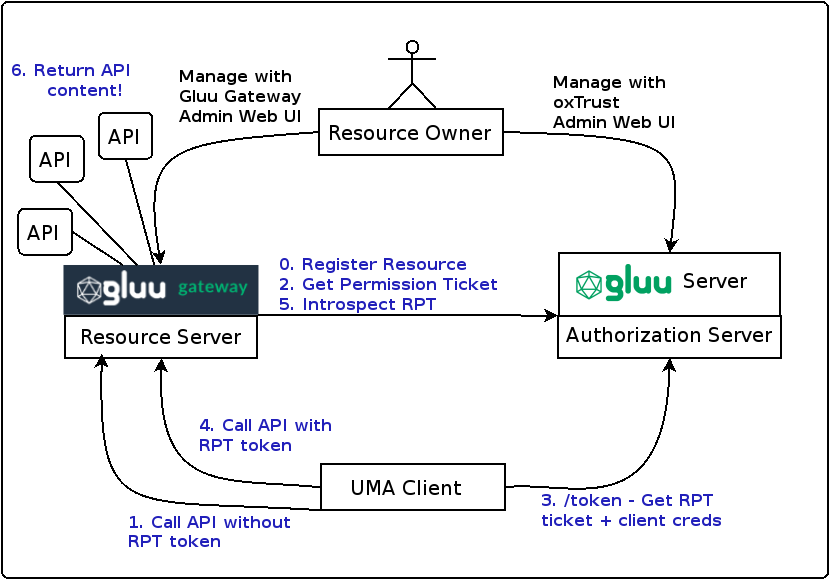 6. Return API
content!
Manage with
Gluu Gateway
Admin Web UI
Manage with
oxTrust
Admin Web UI
Resource Owner
API
API
API
gluu gateway
Resource Server
0. Register Resource
2. Get Permission Ticket
5. Introspect RPT
gluu Server
Authorization Server
4. Call API with
RPT token
UMA Client
1. Call API without
RPT token
3. /token - Get RPT
ticket + client creds